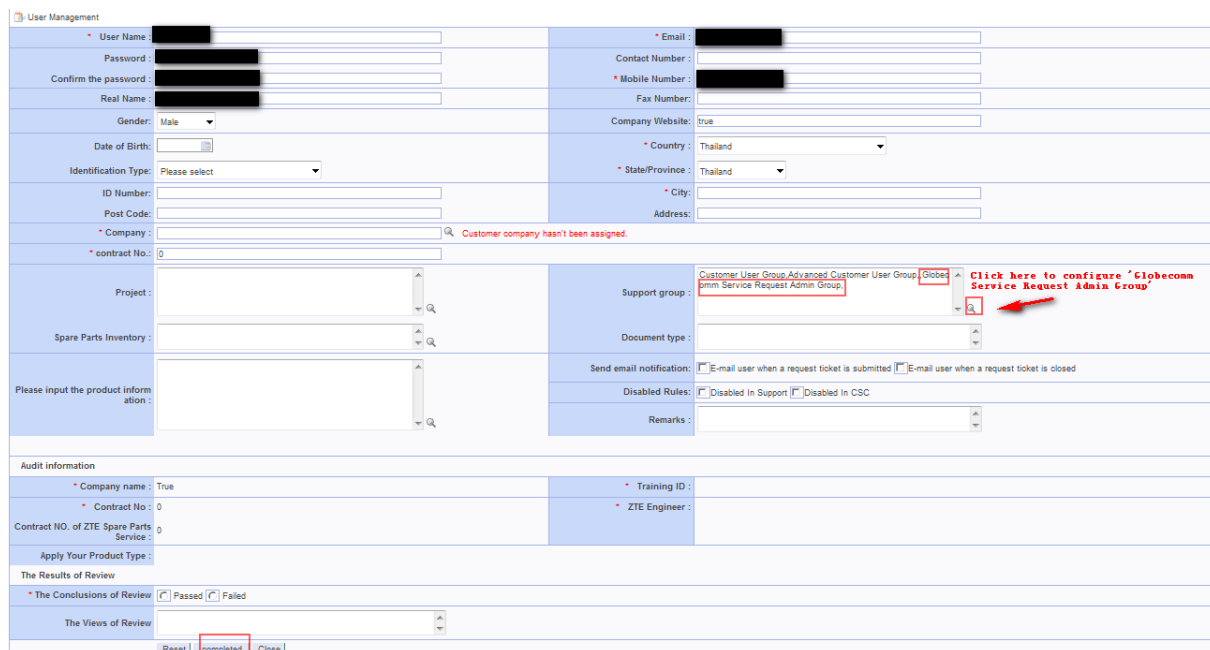 User Management
* User Name : * Email :
Password : Contact Number :
Confirm the password : * Mobile Number :
Real Name : Fax Number:
Gender: Male Company Website: true
Date of Birth: * Country : Thailand
Identification Type: Please select * State/Province : Thailand
ID Number: * City:
Post Code: Address:
* Company : Customer company hasn't been assigned.
* contract No.: 0
Project : Support group : Customer User Group,Advanced Customer User Group,,Globec
omm Service Request Admin Group,
Click here to configure 'Globecomm
Service Request Admin Group'
Spare Parts Inventory : Document type :
Please input the product inform
ation :
Send email notification: E-mail user when a request ticket is submitted E-mail user when a request ticket is closed
Disabled Rules: Disabled In Support Disabled In CSC
Remarks :
Audit information
* Company name : True * Training ID :
* Contract No : 0 * ZTE Engineer :
Contract NO. of ZTE Spare Parts
Service : 0
Apply Your Product Type :
The Results of Review
* The Conclusions of Review Passed Failed
The Views of Review
Reset completed Close